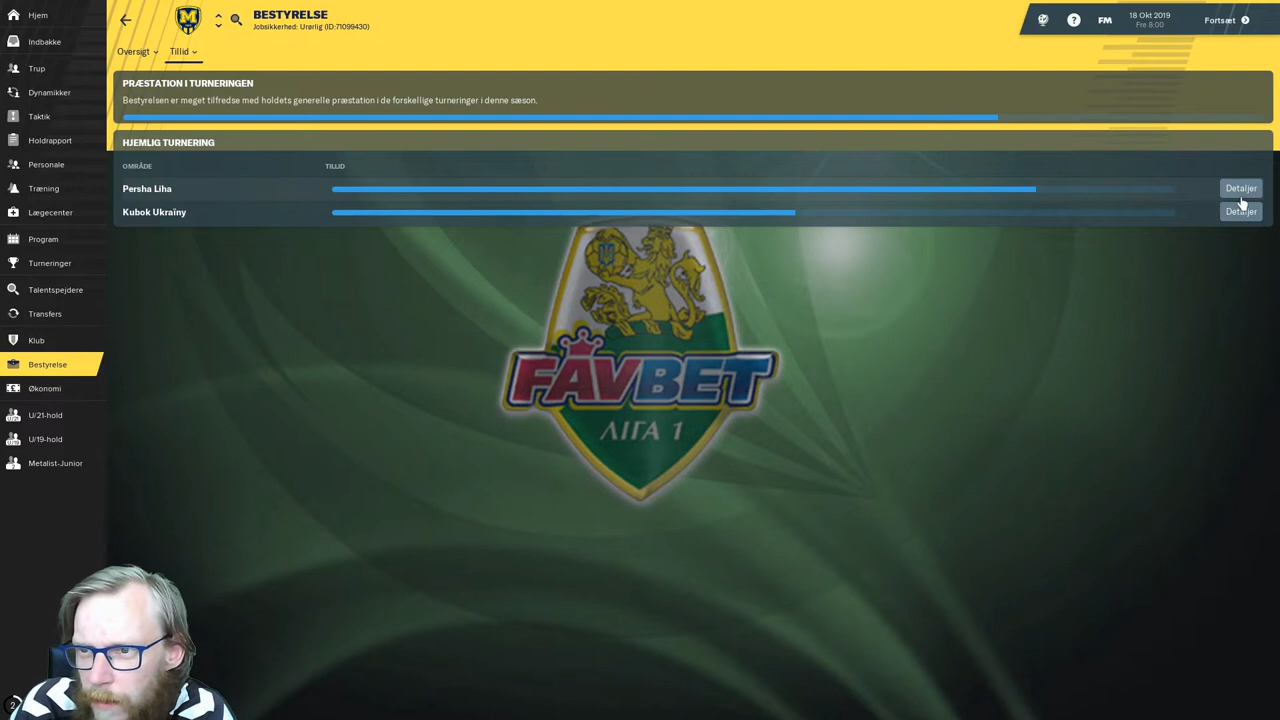 Hjem
Indbakke
Trup
Dynamikker
Taktik
Holdrapport
Personale
Træning
Lægecenter
Program
Turneringer
Talentspejdere
Transfers
Klub
Bestyrelse
Økonomi
U/21-hold
U/19-hold
Metalist-Junior
2
M
BESTYRELSE
Jobsikkerhed: Urørlig (ID:71099430)
Oversigt
Tillid
?
FM
18 Okt 2019
Fre 8:00
Fortsæt
PRÆSTATION I TURNERINGEN
Bestyrelsen er meget tilfredse med holdets generelle præstation i de forskellige turneringer i denne sæson.
HJEMLIG TURNERING
OMRÅDE TILLID
Persha Liha Detaljer
Kubok Ukraïny Detaljer
FAVBET
ЛІГА 1